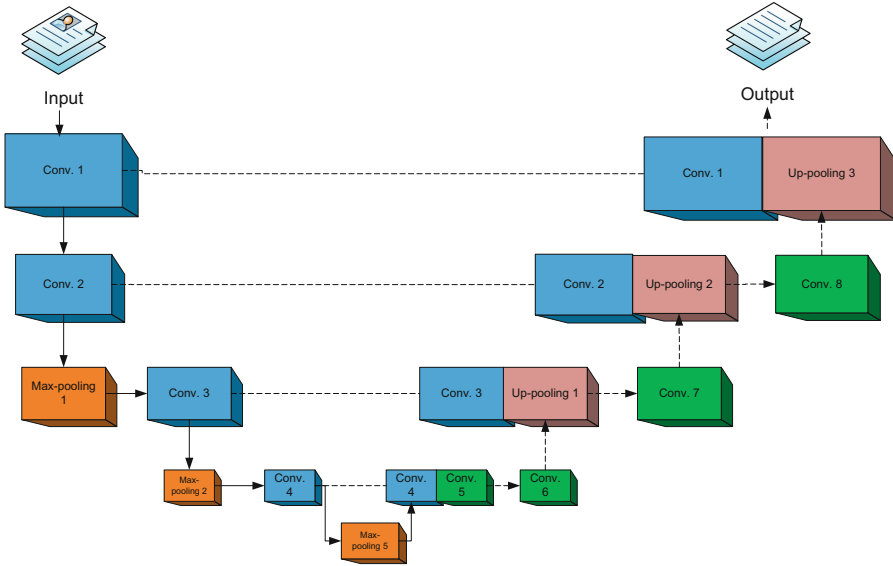 Input
Output
Conv. 1
Conv. 1
Up-pooling 3
Conv. 2
Conv. 2
Up-pooling 2
Conv. 8
Max-pooling
1
Conv. 3
Conv. 3
Up-pooling 1
Conv. 7
Max-
pooling 2
Conv.
4
Conv.
4
Conv.
5
Conv.
6
Max-
pooling 5